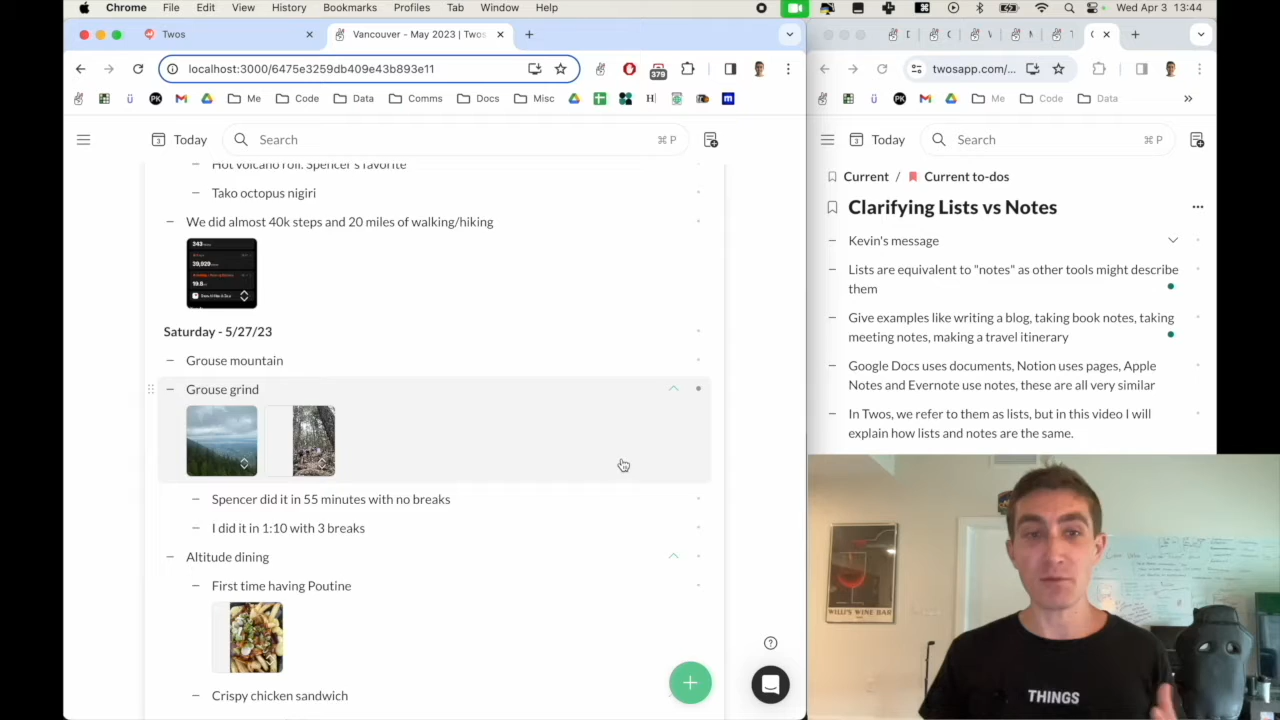 Chrome File Edit View History Bookmarks Profiles Tab Window Help Wed Apr 3 13:44
Twos
Vancouver - May 2023 | Twos
localhost:3000/6475e3259db409e43b893e11
379
twosapp.com/...
Me Code Data Comms Docs Misc
Me Code Data
Today Search ⌘ P
Today Search ⌘ P
Hot volcano roll. Spencer's favorite
Tako octopus nigiri
We did almost 40k steps and 20 miles of walking/hiking
39,929
Saturday - 5/27/23
Grouse mountain
Grouse grind
Spencer did it in 55 minutes with no breaks
I did it in 1:10 with 3 breaks
Altitude dining
First time having Poutine
Crispy chicken sandwich
Current / Current to-dos
Clarifying Lists vs Notes
Kevin's message
Lists are equivalent to "notes" as other tools might describe
them
Give examples like writing a blog, taking book notes, taking
meeting notes, making a travel itinerary
Google Docs uses documents, Notion uses pages, Apple
Notes and Evernote use notes, these are all very similar
In Twos, we refer to them as lists, but in this video I will
explain how lists and notes are the same.
WILLI'S WINE BAR
THINGS